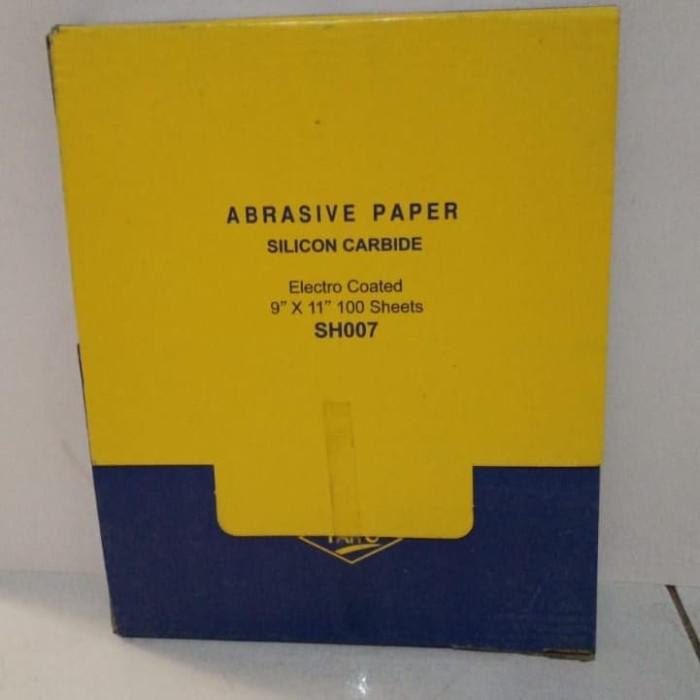 ABRASIVE PAPER
SILICON CARBIDE
Electro Coated
9” X 11” 100 Sheets
SH007